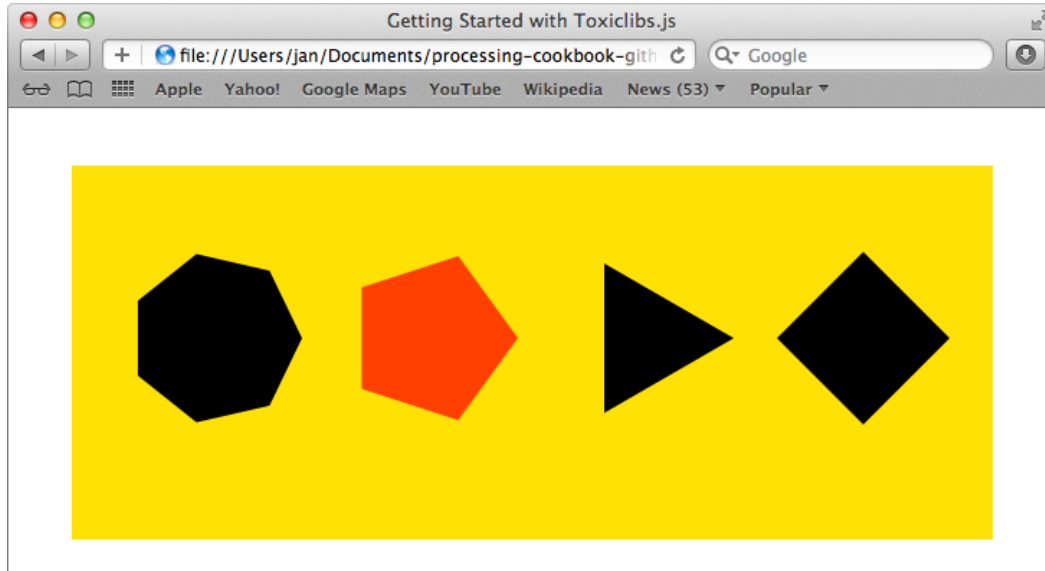 Getting Started with Toxiclibs.js
file:///Users/jan/Documents/processing-cookbook-gith Google
Apple Yahoo! Google Maps YouTube Wikipedia News (53) Popular